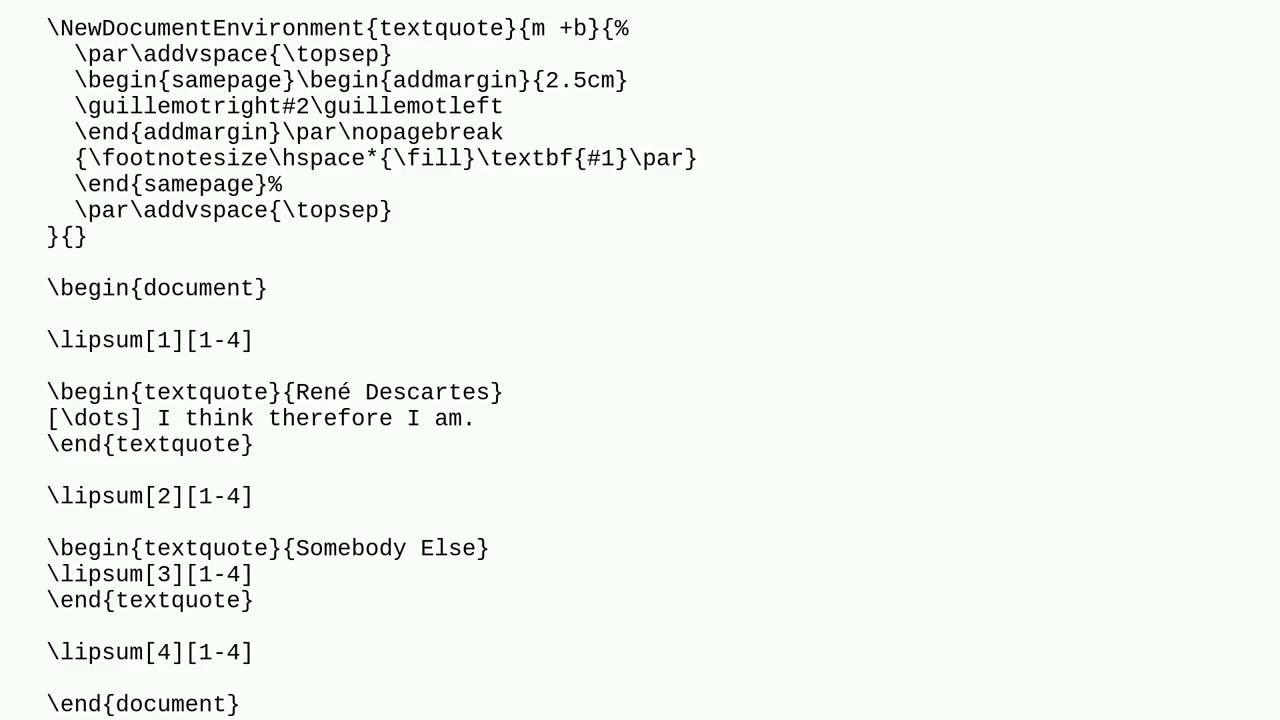 \NewDocumentEnvironment{textquote}{m +b}{%
  \par\addvspace{\topsep}
  \begin{samepage}\begin{addmargin}{2.5cm}
  \guillemotright#2\guillemotleft
  \end{addmargin}\par\nopagebreak
  {\footnotesize\hspace*{\fill}\textbf{#1}\par}
  \end{samepage}%
  \par\addvspace{\topsep}
}{}

\begin{document}

\lipsum[1][1-4]

\begin{textquote}{René Descartes}
[\dots] I think therefore I am.
\end{textquote}

\lipsum[2][1-4]

\begin{textquote}{Somebody Else}
\lipsum[3][1-4]
\end{textquote}

\lipsum[4][1-4]

\end{document}